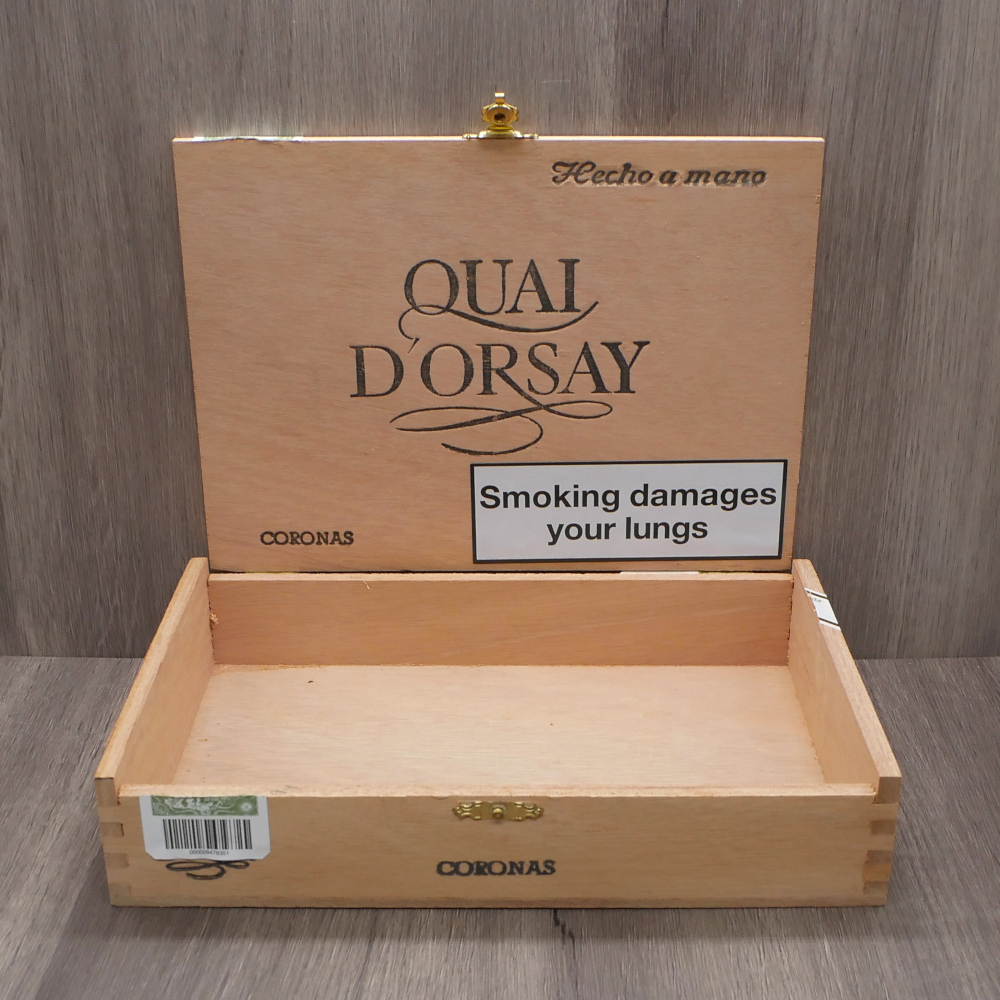 Hecho a mano
QUAI
D'ORSAY
Smoking damages
your lungs
CORONAS
CORONAS